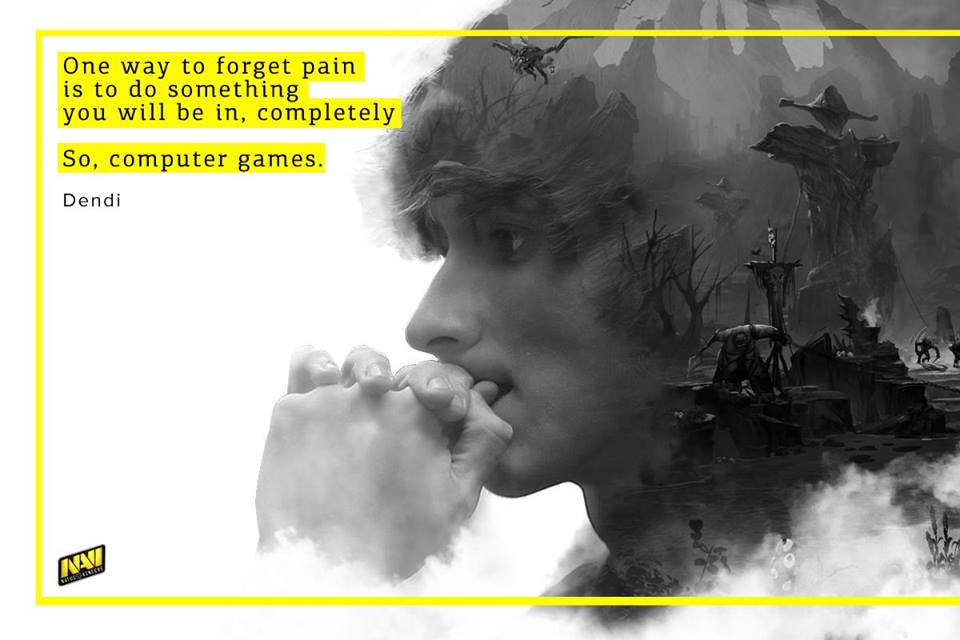 One way to forget pain
is to do something
you will be in, completely
So, computer games.
Dendi
NAVI
NATUS VINCERE